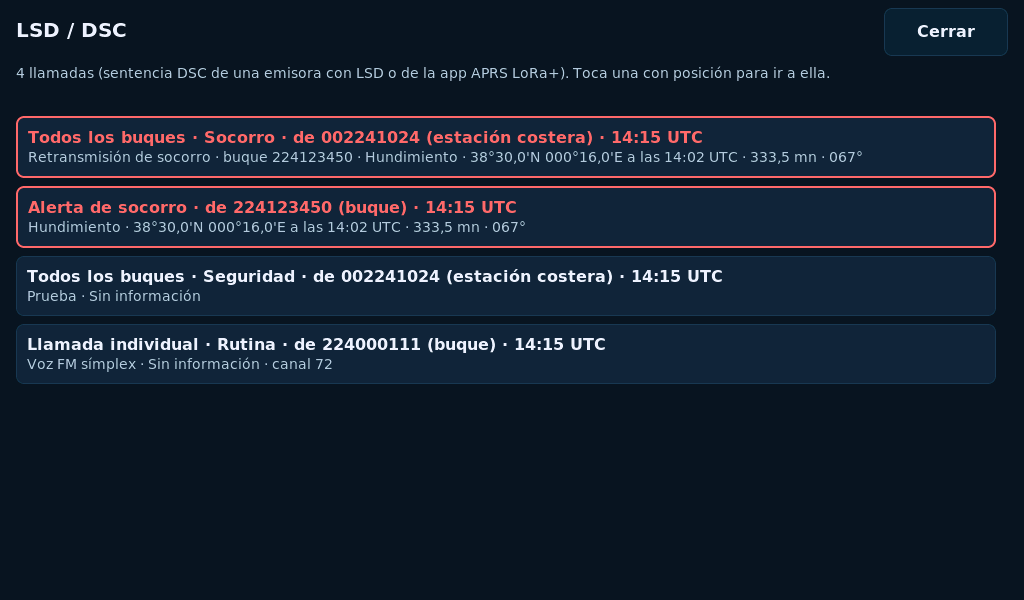 LSD / DSC
Cerrar
4 llamadas (sentencia DSC de una emisora con LSD o de la app APRS LoRa+). Toca una con posición para ir a ella.
Todos los buques · Socorro · de 002241024 (estación costera) · 14:15 UTC
Retransmisión de socorro · buque 224123450 · Hundimiento · 38°30,0'N 000°16,0'E a las 14:02 UTC · 333,5 mn · 067°
Alerta de socorro · de 224123450 (buque) · 14:15 UTC
Hundimiento · 38°30,0'N 000°16,0'E a las 14:02 UTC · 333,5 mn · 067°
Todos los buques · Seguridad · de 002241024 (estación costera) · 14:15 UTC
Prueba · Sin información
Llamada individual · Rutina · de 224000111 (buque) · 14:15 UTC
Voz FM símplex · Sin información · canal 72